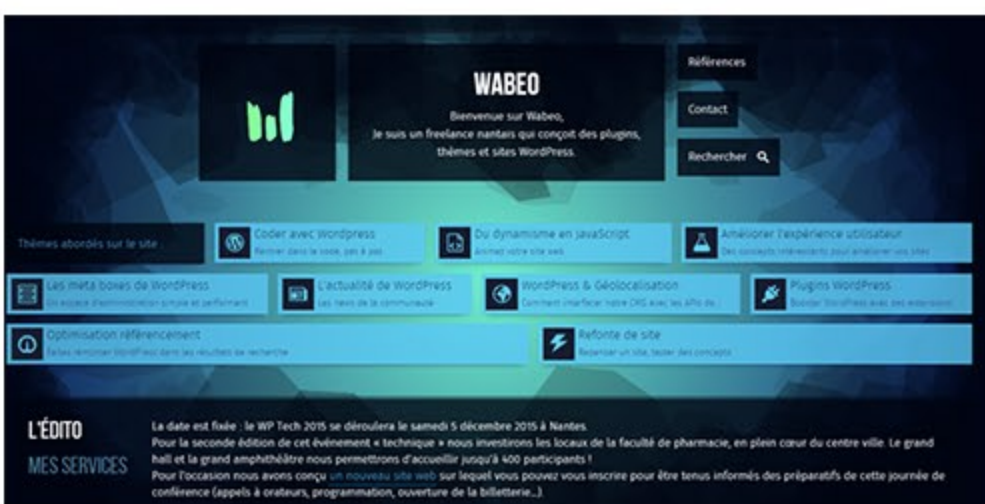 WABEO
Bienvenue sur Wabeo,
Je suis un freelance nantais qui conçoit des plugins,
thèmes et sites WordPress.
Références
Contact
Rechercher
Thèmes abordés sur le site :
Coder avec Wordpress
Rentrer dans le code, pas à pas
Du dynamisme en JavaScript
Animez votre site web
Améliorer l'expérience utilisateur
Des concepts intéressants pour améliorer vos sites
Les meta boxes de WordPress
Un espace d'administration simple et performant
L'actualité de WordPress
Les news de la communauté
WordPress & Géolocalisation
Comment interfacer notre CMS avec les APIs de...
Plugins WordPress
Booster WordPress avec des extensions
Optimisation référencement
Faites remonter WordPress dans les résultats de recherche
Refonte de site
Repenser un site, tester des concepts
L'ÉDITO
MES SERVICES
La date est fixée : le WP Tech 2015 se déroulera le samedi 5 décembre 2015 à Nantes.
Pour la seconde édition de cet événement « technique » nous investirons les locaux de la faculté de pharmacie, en plein cœur du centre ville. Le grand
hall et la grand amphithéâtre nous permettrons d'accueillir jusqu'à 400 participants !
Pour l'occasion nous avons conçu un nouveau site web sur lequel vous pouvez vous inscrire pour être tenus informés des préparatifs de cette journée de
conférence (appels à orateurs, programmation, ouverture de la billetterie...).